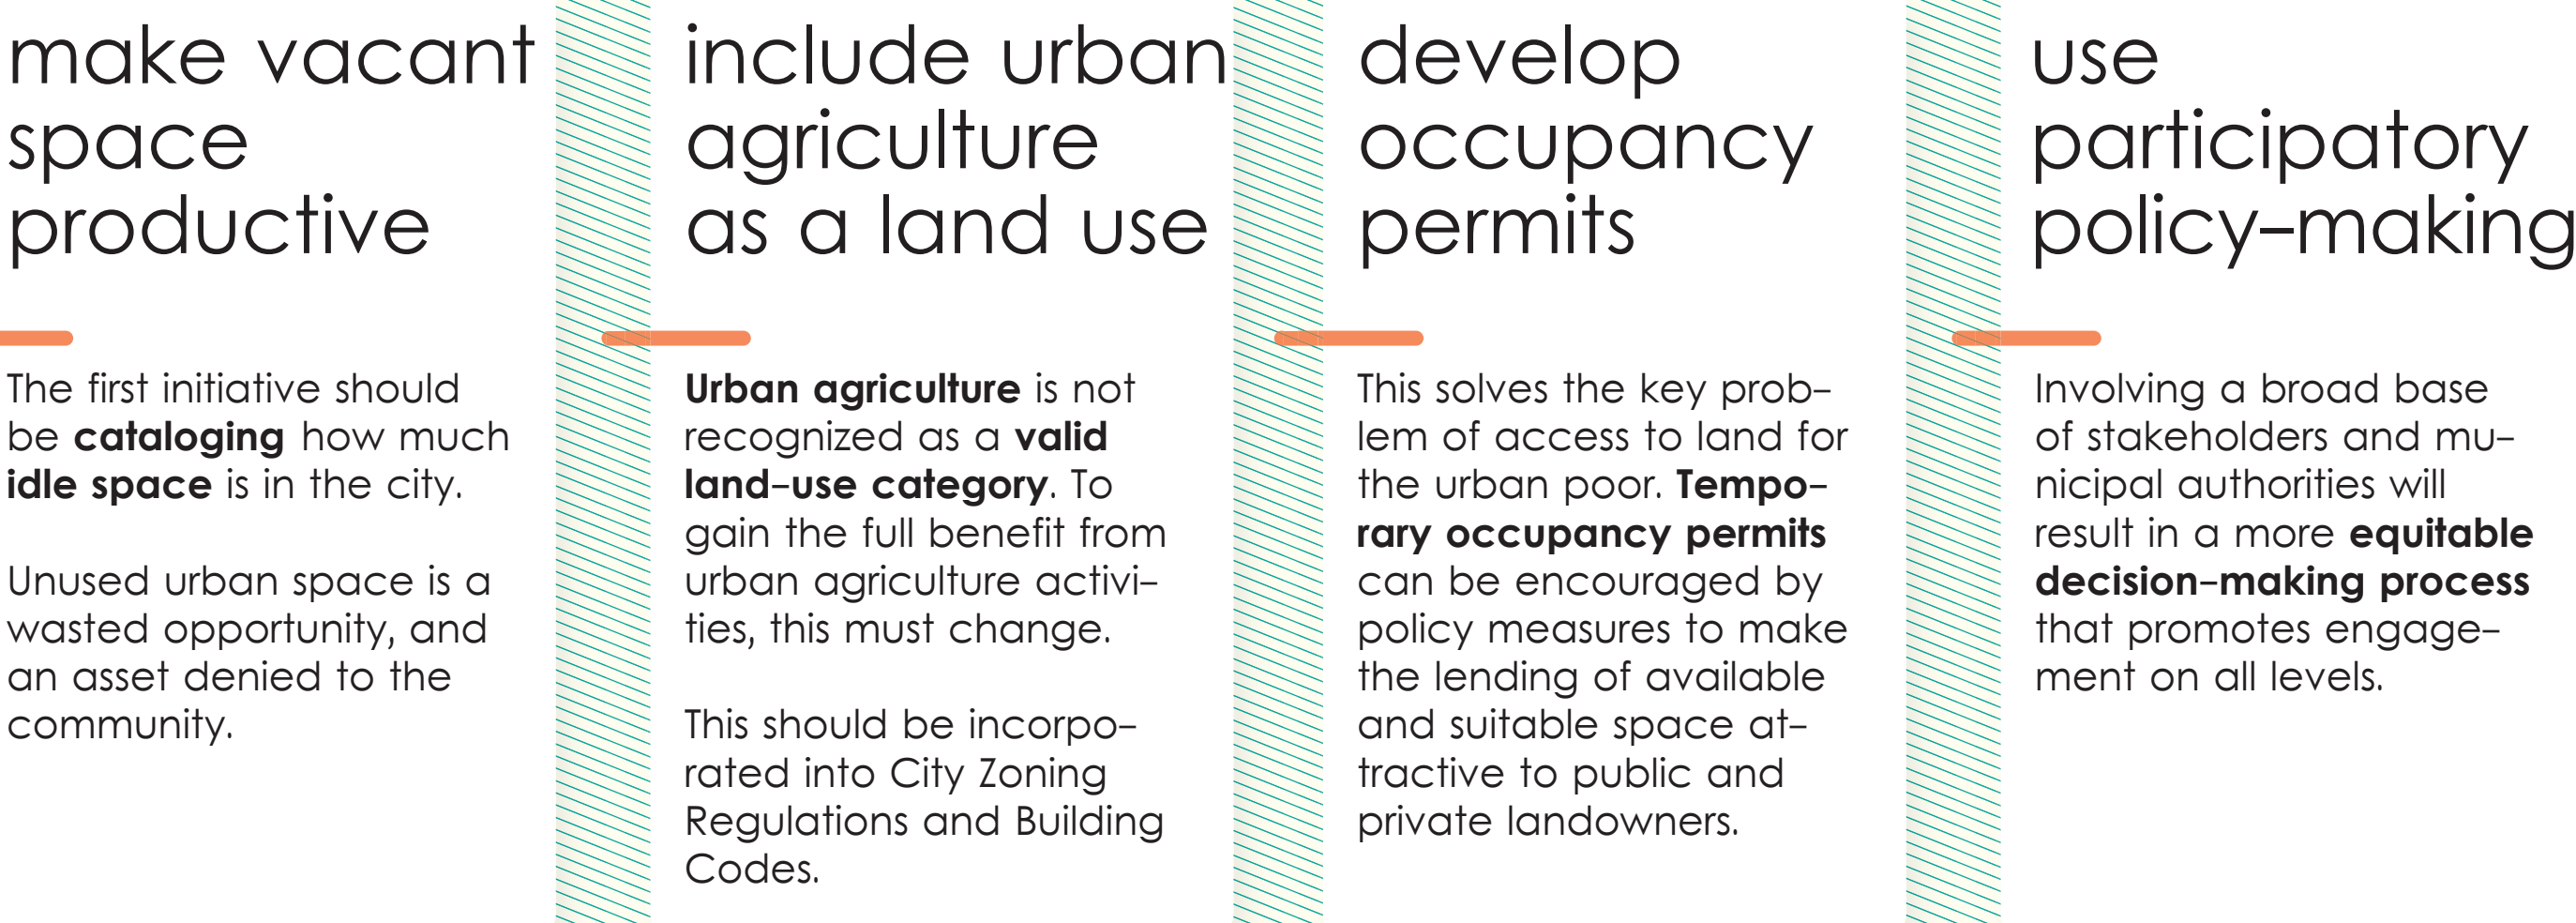 make vacant
space
productive
The first initiative should
be cataloging how much
idle space is in the city.
Unused urban space is a
wasted opportunity, and
an asset denied to the
community.
include urban
agriculture
as a land use
Urban agriculture is not
recognized as a valid
land-use category. To
gain the full benefit from
urban agriculture activi-
ties, this must change.
This should be incorpo-
rated into City Zoning
Regulations and Building
Codes.
develop
occupancy
permits
This solves the key prob-
lem of access to land for
the urban poor. Tempo-
rary occupancy permits
can be encouraged by
policy measures to make
the lending of available
and suitable space at-
tractive to public and
private landowners.
use
participatory
policy-making
Involving a broad base
of stakeholders and mu-
nicipal authorities will
result in a more equitable
decision-making process
that promotes engage-
ment on all levels.